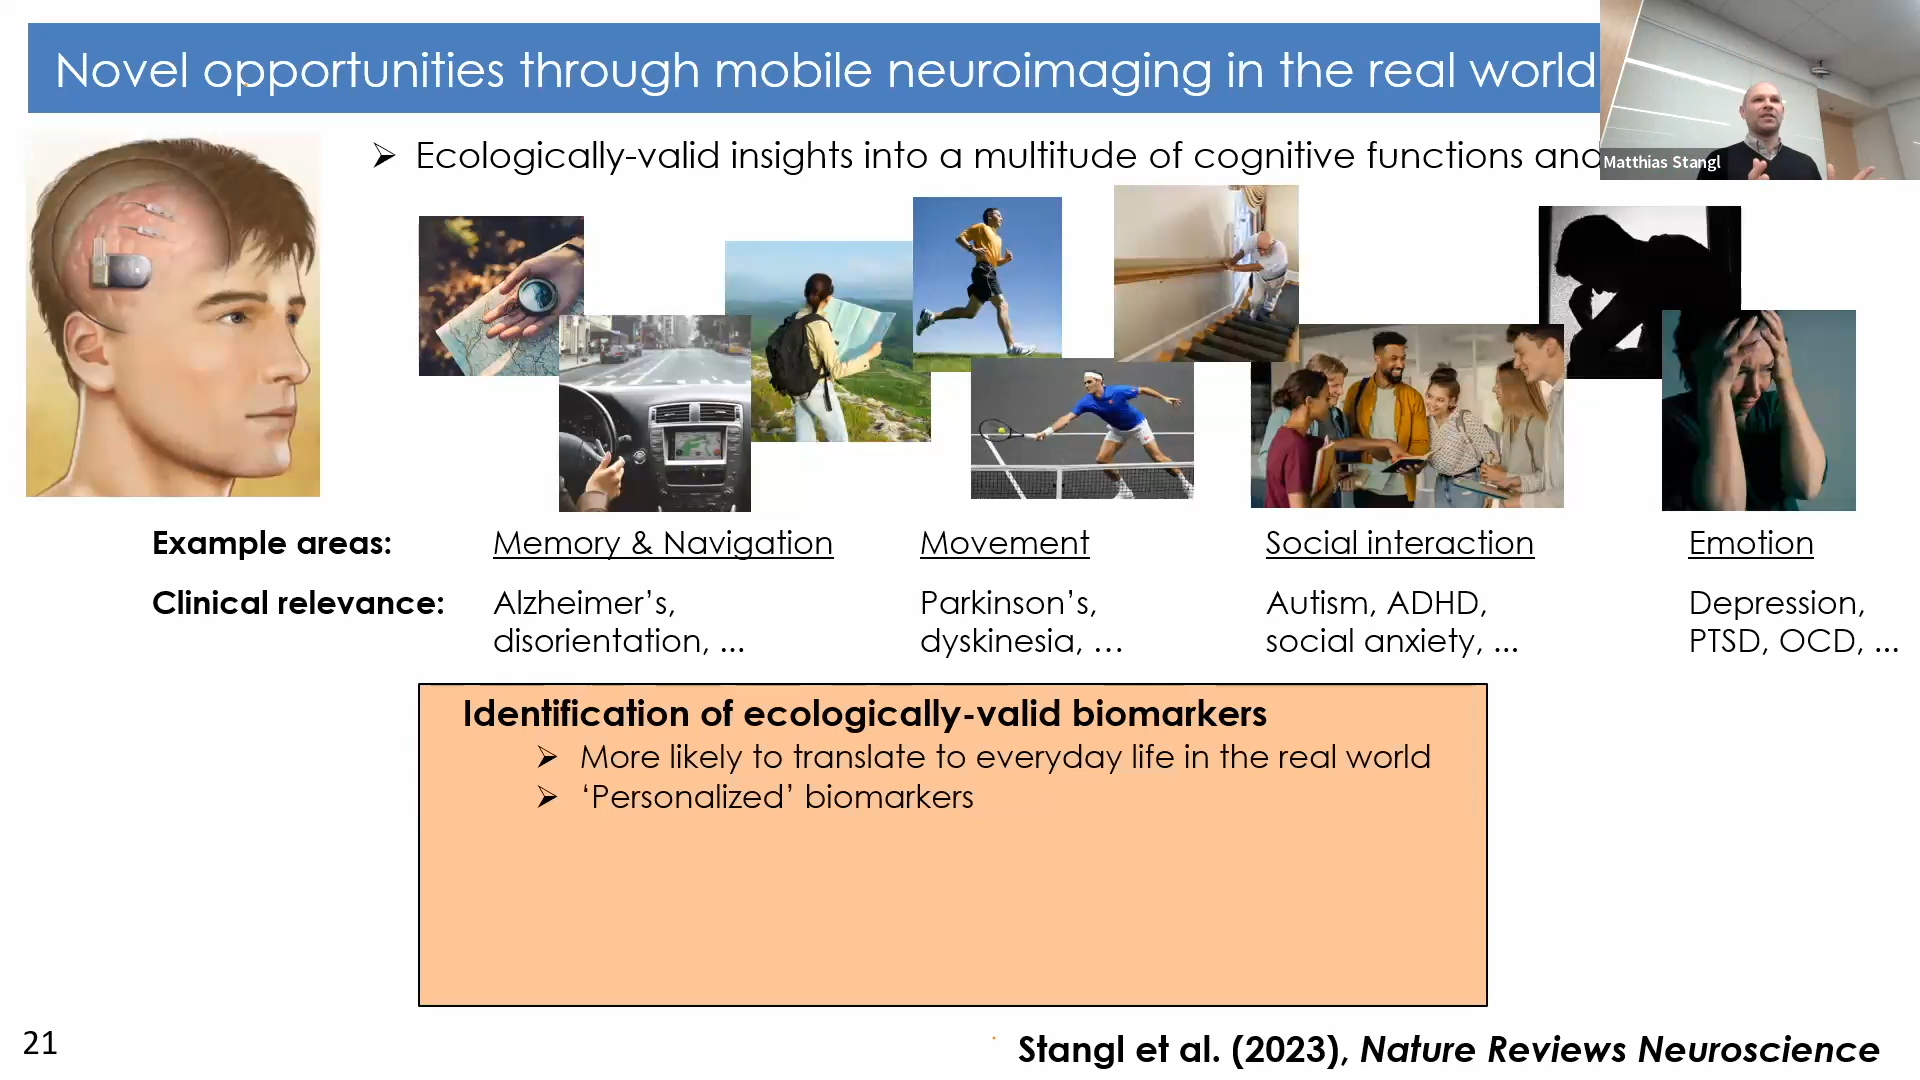 Novel opportunities through mobile neuroimaging in the real world
Matthias Stangl
➢ Ecologically-valid insights into a multitude of cognitive functions and
Example areas: Memory & Navigation Movement Social interaction Emotion
Clinical relevance: Alzheimer’s, Parkinson’s, Autism, ADHD, Depression,
disorientation, ... dyskinesia, … social anxiety, ... PTSD, OCD, ...
Identification of ecologically-valid biomarkers
➢ More likely to translate to everyday life in the real world
➢ ‘Personalized’ biomarkers
21
Stangl et al. (2023), Nature Reviews Neuroscience